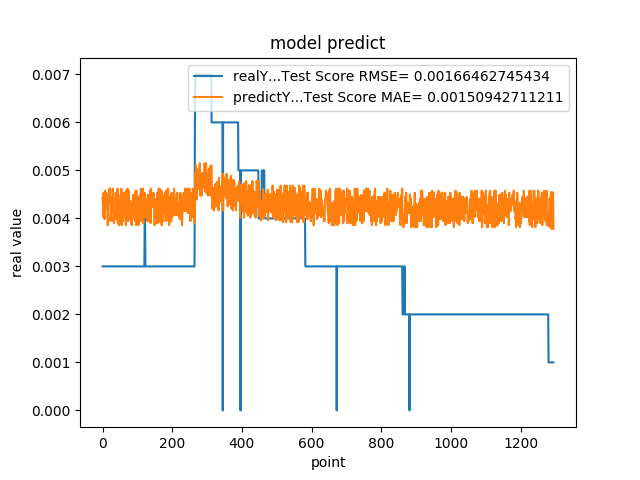 model predict
realY...Test Score RMSE= 0.00166462745434
predictY...Test Score MAE= 0.00150942711211
0.007
0.006
0.005
0.004
0.003
0.002
0.001
0.000
real value
0 200 400 600 800 1000 1200
point